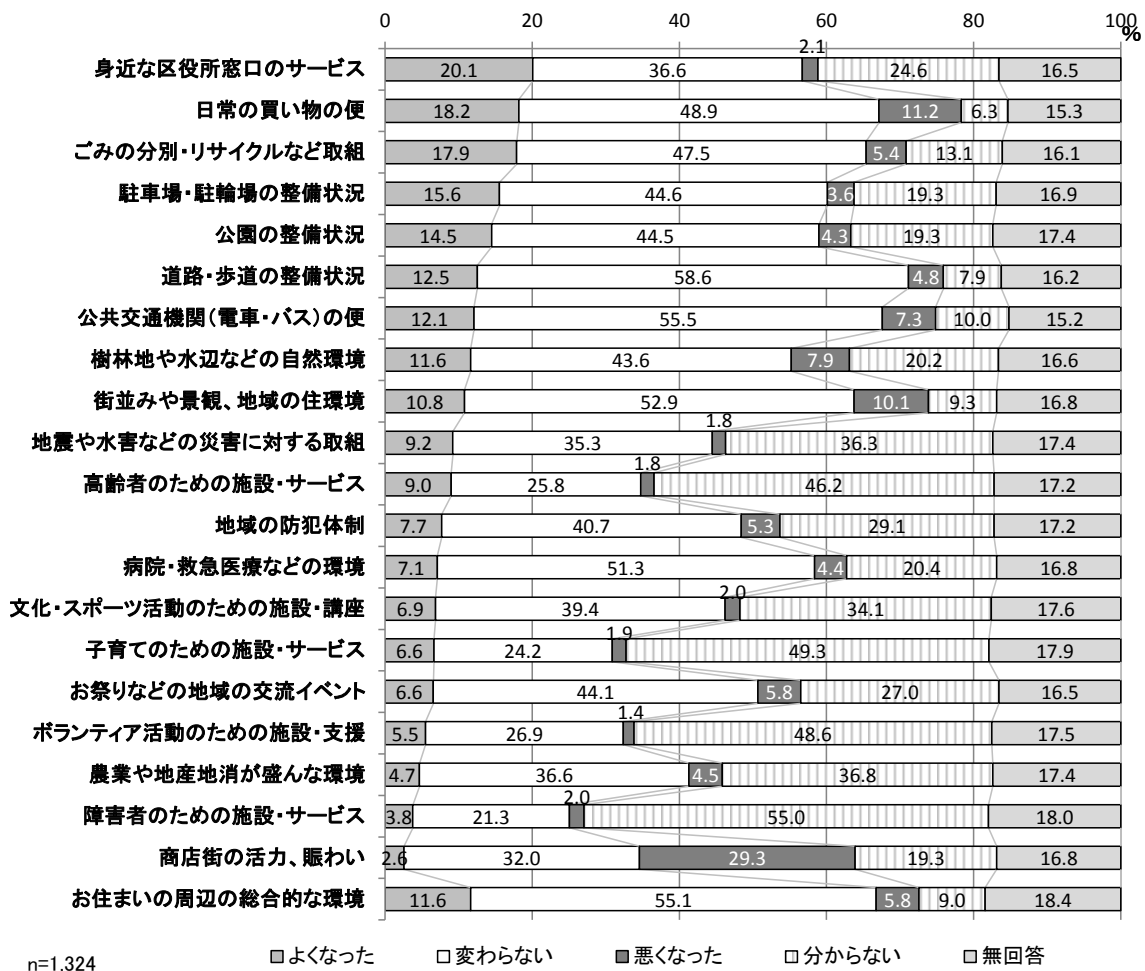 0 20 40 60 80 100
%
身近な区役所窓口のサービス 20.1 36.6 2.1 24.6 16.5
日常の買い物の便 18.2 48.9 11.2 6.3 15.3
ごみの分別・リサイクルなど取組 17.9 47.5 5.4 13.1 16.1
駐車場・駐輪場の整備状況 15.6 44.6 3.6 19.3 16.9
公園の整備状況 14.5 44.5 4.3 19.3 17.4
道路・歩道の整備状況 12.5 58.6 4.8 7.9 16.2
公共交通機関（電車・バス）の便 12.1 55.5 7.3 10.0 15.2
樹林地や水辺などの自然環境 11.6 43.6 7.9 20.2 16.6
街並みや景観、地域の住環境 10.8 52.9 10.1 9.3 16.8
地震や水害などの災害に対する取組 9.2 35.3 1.8 36.3 17.4
高齢者のための施設・サービス 9.0 25.8 1.8 46.2 17.2
地域の防犯体制 7.7 40.7 5.3 29.1 17.2
病院・救急医療などの環境 7.1 51.3 4.4 20.4 16.8
文化・スポーツ活動のための施設・講座 6.9 39.4 2.0 34.1 17.6
子育てのための施設・サービス 6.6 24.2 1.9 49.3 17.9
お祭りなどの地域の交流イベント 6.6 44.1 5.8 27.0 16.5
ボランティア活動のための施設・支援 5.5 26.9 1.4 48.6 17.5
農業や地産地消が盛んな環境 4.7 36.6 4.5 36.8 17.4
障害者のための施設・サービス 3.8 21.3 2.0 55.0 18.0
商店街の活力、賑わい 2.6 32.0 29.3 19.3 16.8
お住まいの周辺の総合的な環境 11.6 55.1 5.8 9.0 18.4
n=1,324 よくなった 変わらない 悪くなった 分からない 無回答